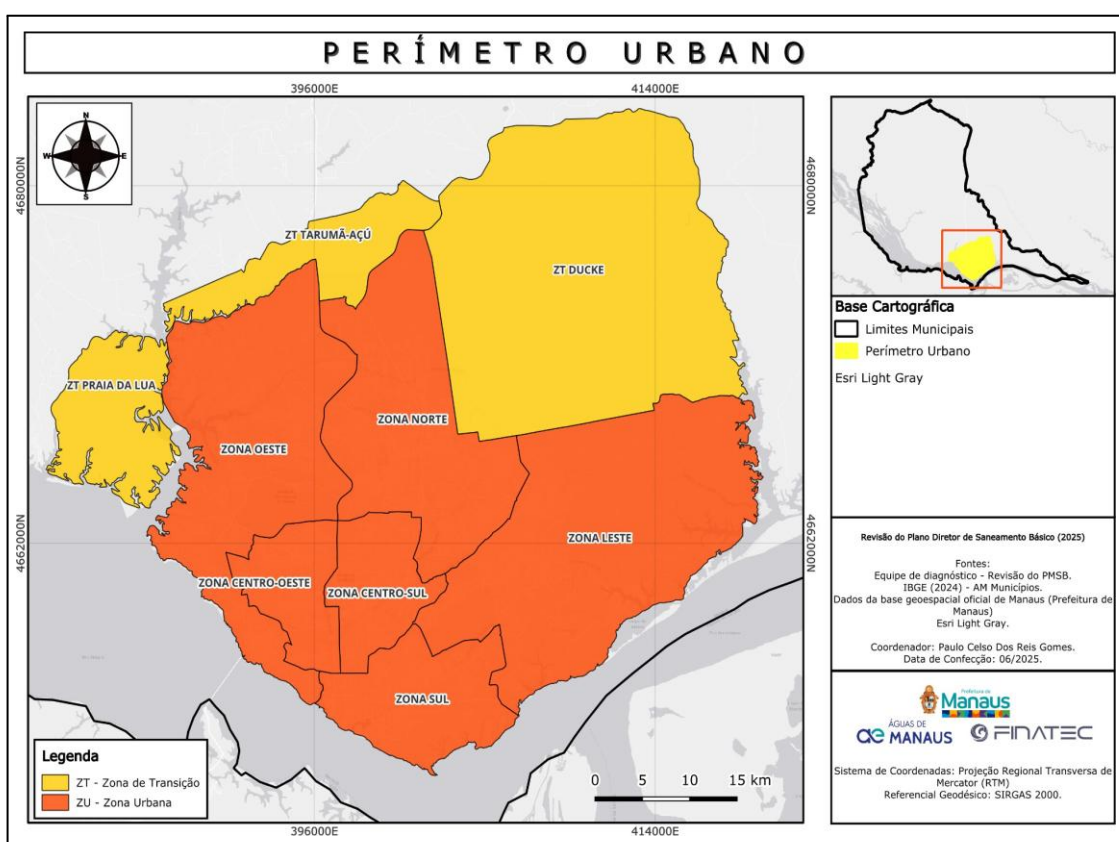 PERÍMETRO URBANO
396000E
414000E
4680000N
4680000N
4662000N
4662000N
396000E
414000E
N
W
E
S
ZT TARUMÃ-AÇÚ
ZT DUCKE
ZT PRAIA DA LUA
ZONA NORTE
ZONA OESTE
ZONA LESTE
ZONA CENTRO-OESTE
ZONA CENTRO-SUL
ZONA SUL
Legenda
ZT - Zona de Transição
ZU - Zona Urbana
0 5 10 15 km
Base Cartográfica
Limites Municipais
Perímetro Urbano
Esri Light Gray
Revisão do Plano Diretor de Saneamento Básico (2025)
Fontes:
Equipe de diagnóstico - Revisão do PMSB.
IBGE (2024) - AM Municípios.
Dados da base geoespacial oficial de Manaus (Prefeitura de
Manaus)
Esri Light Gray.
Coordenador: Paulo Celso Dos Reis Gomes.
Data de Confecção: 06/2025.
Prefeitura de
Manaus
ÁGUAS DE
MANAUS
FINATEC
Sistema de Coordenadas: Projeção Regional Transversa de
Mercator (RTM)
Referencial Geodésico: SIRGAS 2000.